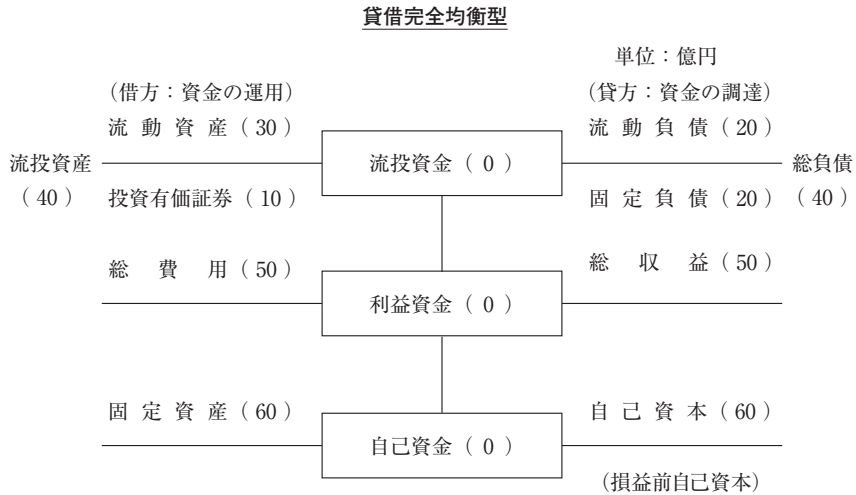 貸借完全均衡型
単位：億円
（借方：資金の運用）
（貸方：資金の調達）
流動資産（30）
流動負債（20）
流投資産
（40）
流投資金（0）
総負債
（40）
投資有価証券（10）
固定負債（20）
総費用（50）
総収益（50）
利益資金（0）
固定資産（60）
自己資本（60）
自己資金（0）
（損益前自己資本）